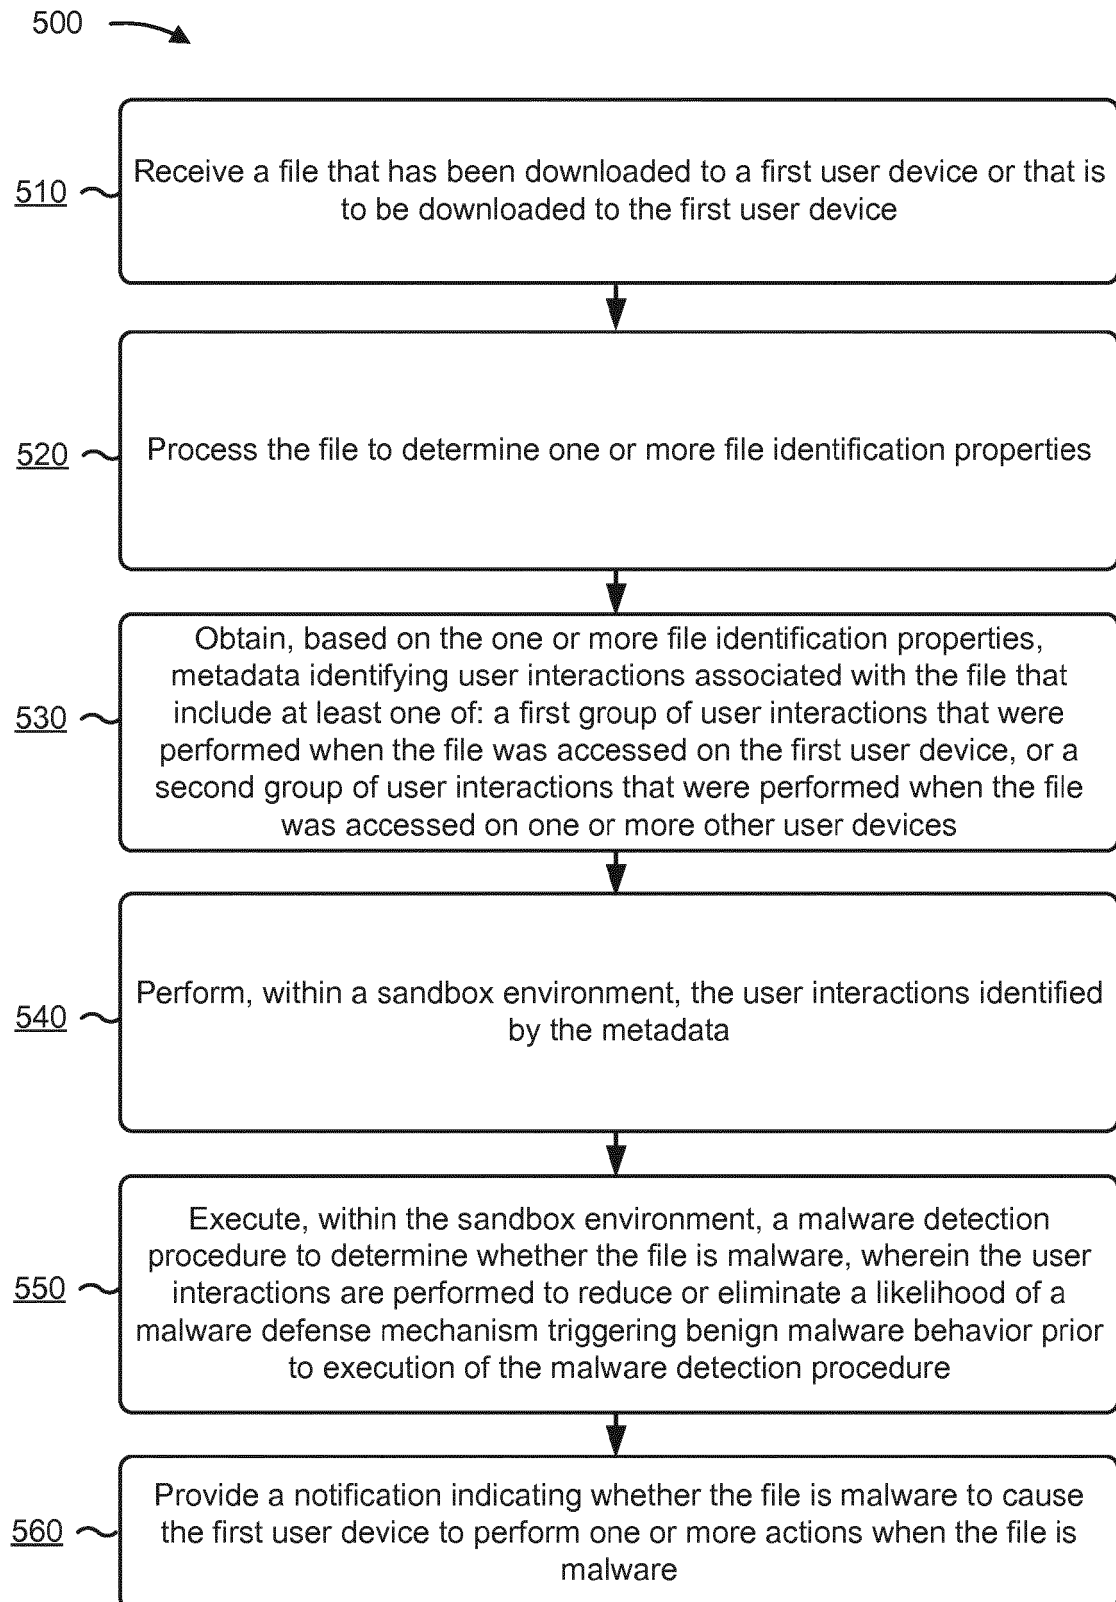 500
510
Receive a file that has been downloaded to a first user device or that is
to be downloaded to the first user device
520
Process the file to determine one or more file identification properties
530
Obtain, based on the one or more file identification properties,
metadata identifying user interactions associated with the file that
include at least one of: a first group of user interactions that were
performed when the file was accessed on the first user device, or a
second group of user interactions that were performed when the file
was accessed on one or more other user devices
540
Perform, within a sandbox environment, the user interactions identified
by the metadata
550
Execute, within the sandbox environment, a malware detection
procedure to determine whether the file is malware, wherein the user
interactions are performed to reduce or eliminate a likelihood of a
malware defense mechanism triggering benign malware behavior prior
to execution of the malware detection procedure
560
Provide a notification indicating whether the file is malware to cause
the first user device to perform one or more actions when the file is
malware